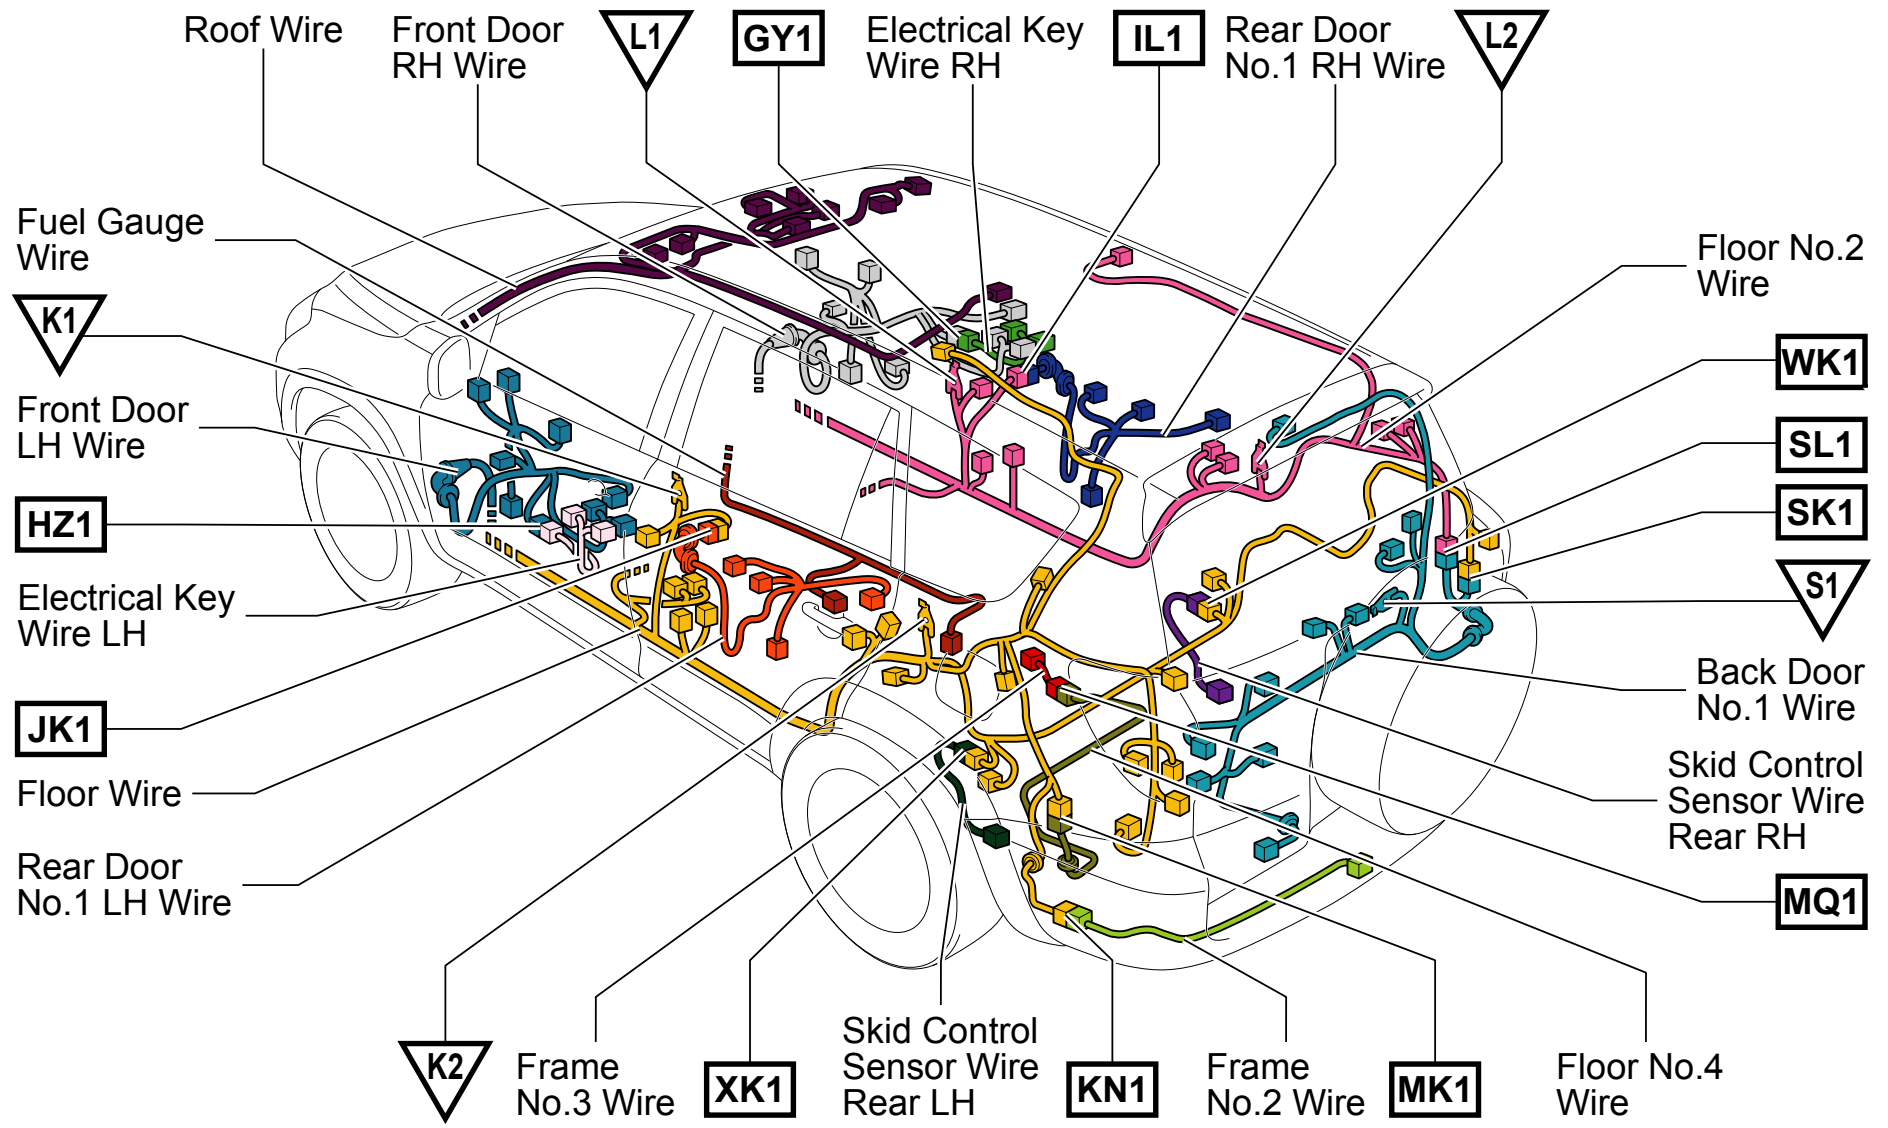 Roof Wire
Front Door
RH Wire
L1
GY1
Electrical Key
Wire RH
IL1
Rear Door
No.1 RH Wire
L2
Fuel Gauge
Wire
K1
Front Door
LH Wire
HZ1
Electrical Key
Wire LH
JK1
Floor Wire
Rear Door
No.1 LH Wire
Floor No.2
Wire
WK1
SL1
SK1
S1
Back Door
No.1 Wire
Skid Control
Sensor Wire
Rear RH
MQ1
K2
Frame
No.3 Wire
XK1
Skid Control
Sensor Wire
Rear LH
KN1
Frame
No.2 Wire
MK1
Floor No.4
Wire